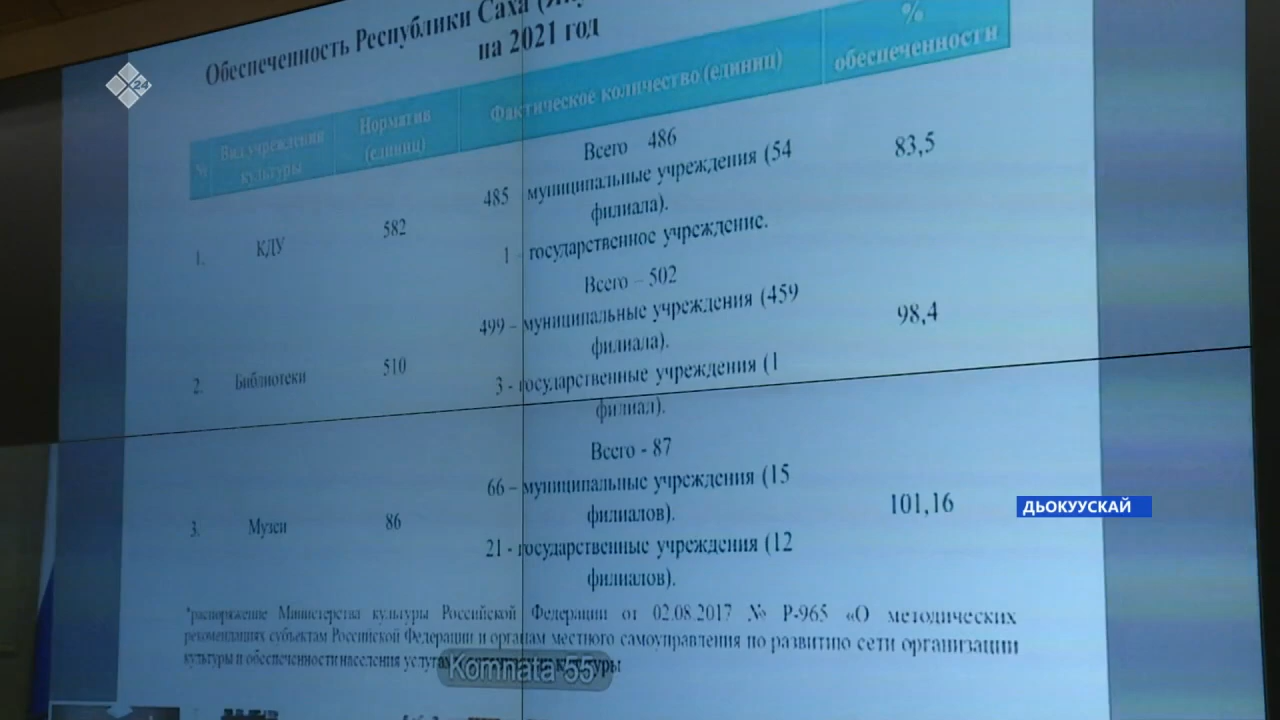 Обеспеченность Республики Саха
на 2021 год
24
№
Вид учреждения культуры
Норматив (единиц)
Фактическое количество (единиц)
% обеспеченности
1.
КДУ
582
Всего 486
485 – муниципальные учреждения (54
филиала).
1 – государственное учреждение.
83,5
2.
Библиотеки
510
Всего – 502
499 – муниципальные учреждения (459
филиала).
3 - государственные учреждения (1
филиал).
98,4
3.
Музеи
86
Всего - 87
66 – муниципальные учреждения (15
филиалов).
21 - государственные учреждения (12
филиалов).
101,16
ДЬОКУУСКАЙ
*распоряжение Министерства культуры Российской Федерации от 02.08.2017 № Р-965 «О методических
рекомендациях субъектам Российской Федерации и органам местного самоуправления по развитию сети организации
культуры и обеспеченности населения
Komnata 55